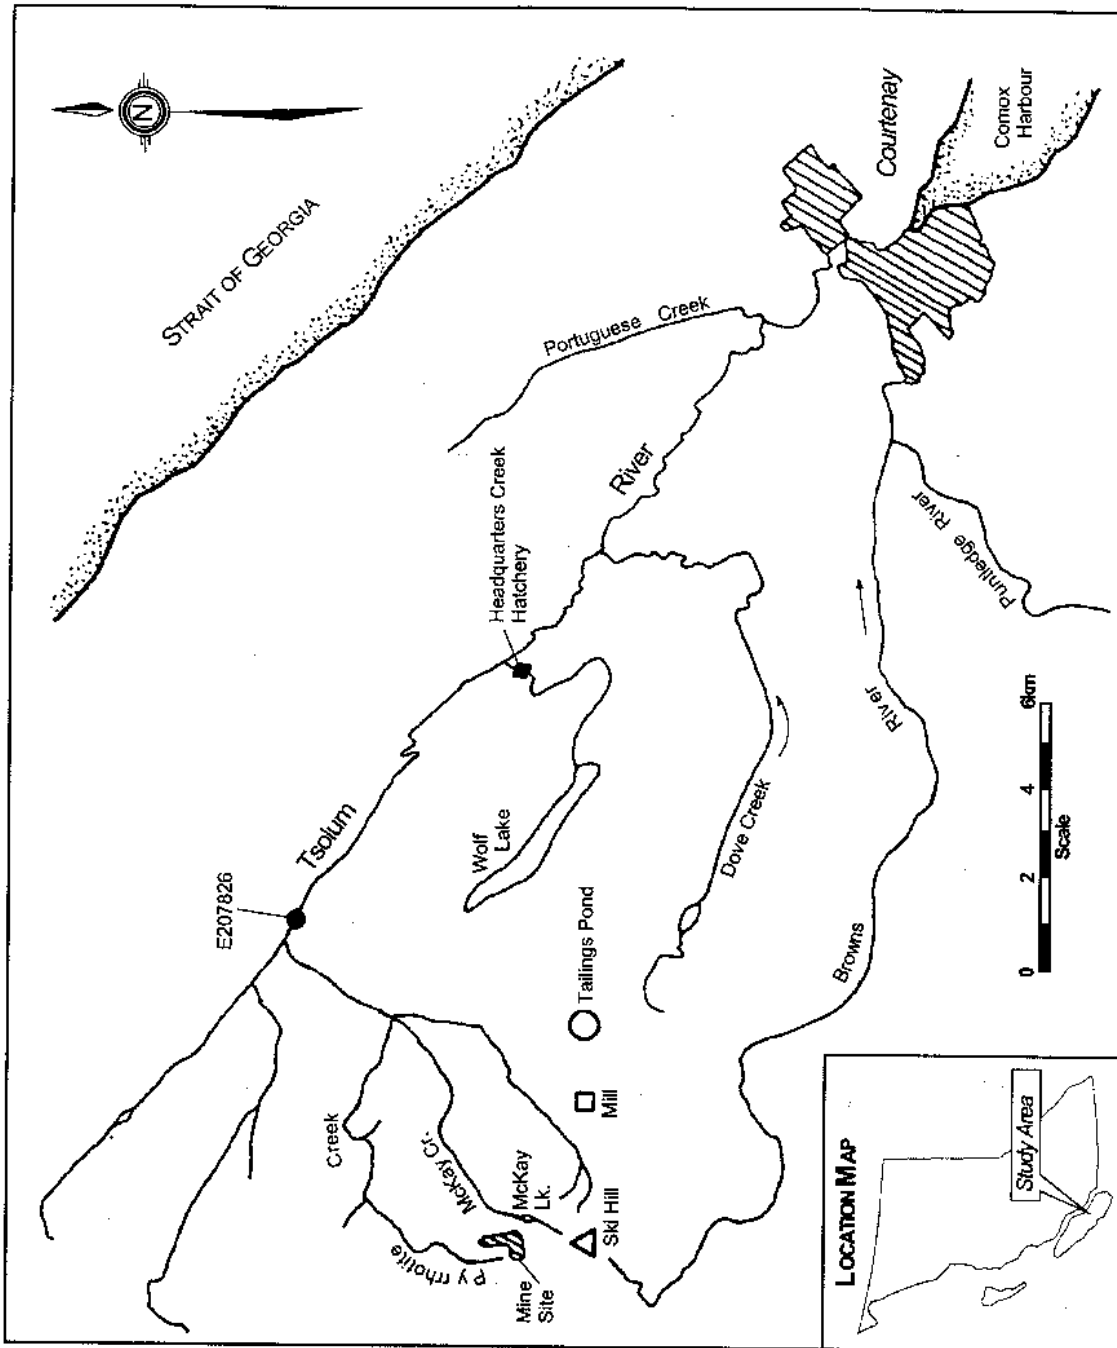 N
STRAIT OF GEORGIA
Courtenay
Comox
Harbour
Portuguese Creek
River
Headquarters Creek
Hatchery
Puntledge River
Tsolum
E207826
Wolf
Lake
Dove Creek
River
Browns
Tailings Pond
Mill
Ski Hill
McKay Cr.
McKay
Lk.
Creek
Pyrrhotite
Mine
Site
0 2 4 6km
Scale
LOCATION MAP
Study Area